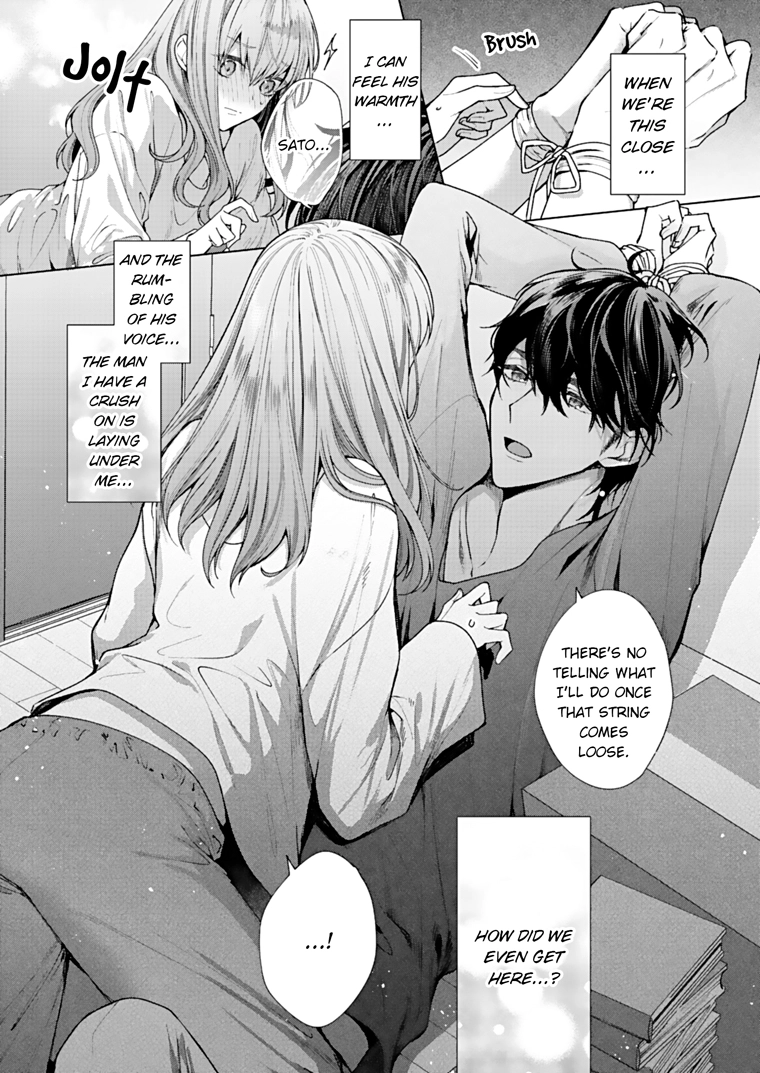 WHEN
WE'RE
THIS
CLOSE
...
Brush
I CAN
FEEL HIS
WARMTH
...
SATO...
Jolt
AND THE
RUM-
BLING
OF HIS
VOICE...
THE MAN
I HAVE A
CRUSH
ON IS
LAYING
UNDER
ME...
THERE'S NO
TELLING WHAT
I'LL DO ONCE
THAT STRING
COMES
LOOSE.
...!
HOW DID WE
EVEN GET
HERE...?